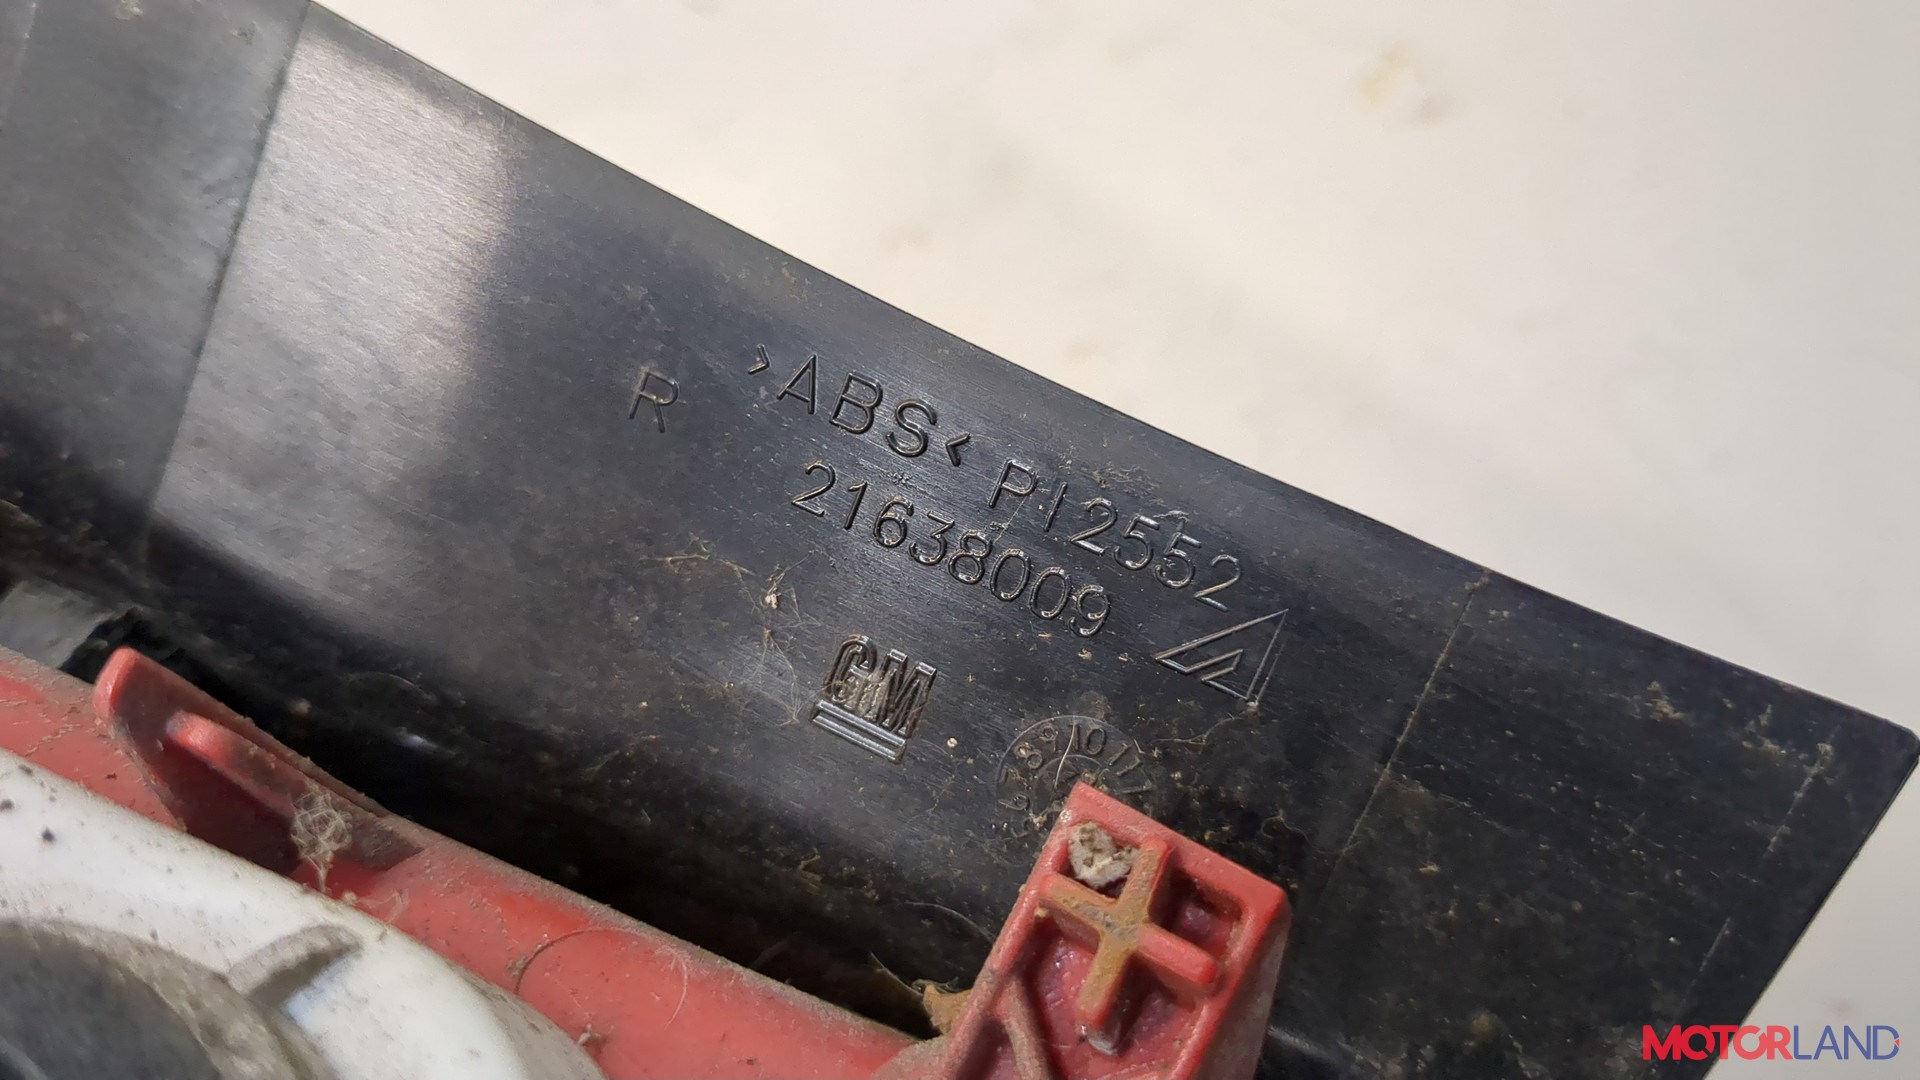 R >ABS< PI2552
21638009
GM
MOTORLAND